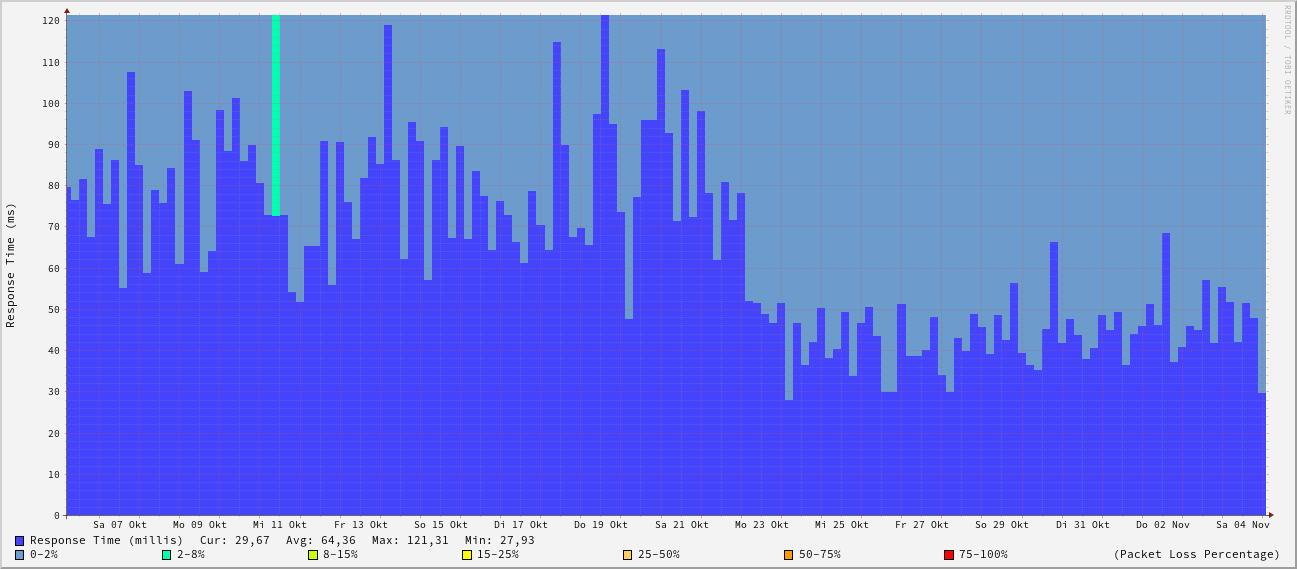 RRDTOOL / TOBI OETIKER
Response Time (ms)
120
110
100
90
80
70
60
50
40
30
20
10
0
Sa 07 Okt Mo 09 Okt Mi 11 Okt Fr 13 Okt So 15 Okt Di 17 Okt Do 19 Okt Sa 21 Okt Mo 23 Okt Mi 25 Okt Fr 27 Okt So 29 Okt Di 31 Okt Do 02 Nov Sa 04 Nov
Response Time (millis) Cur: 29,67 Avg: 64,36 Max: 121,31 Min: 27,93
0-2% 2-8% 8-15% 15-25% 25-50% 50-75% 75-100% (Packet Loss Percentage)